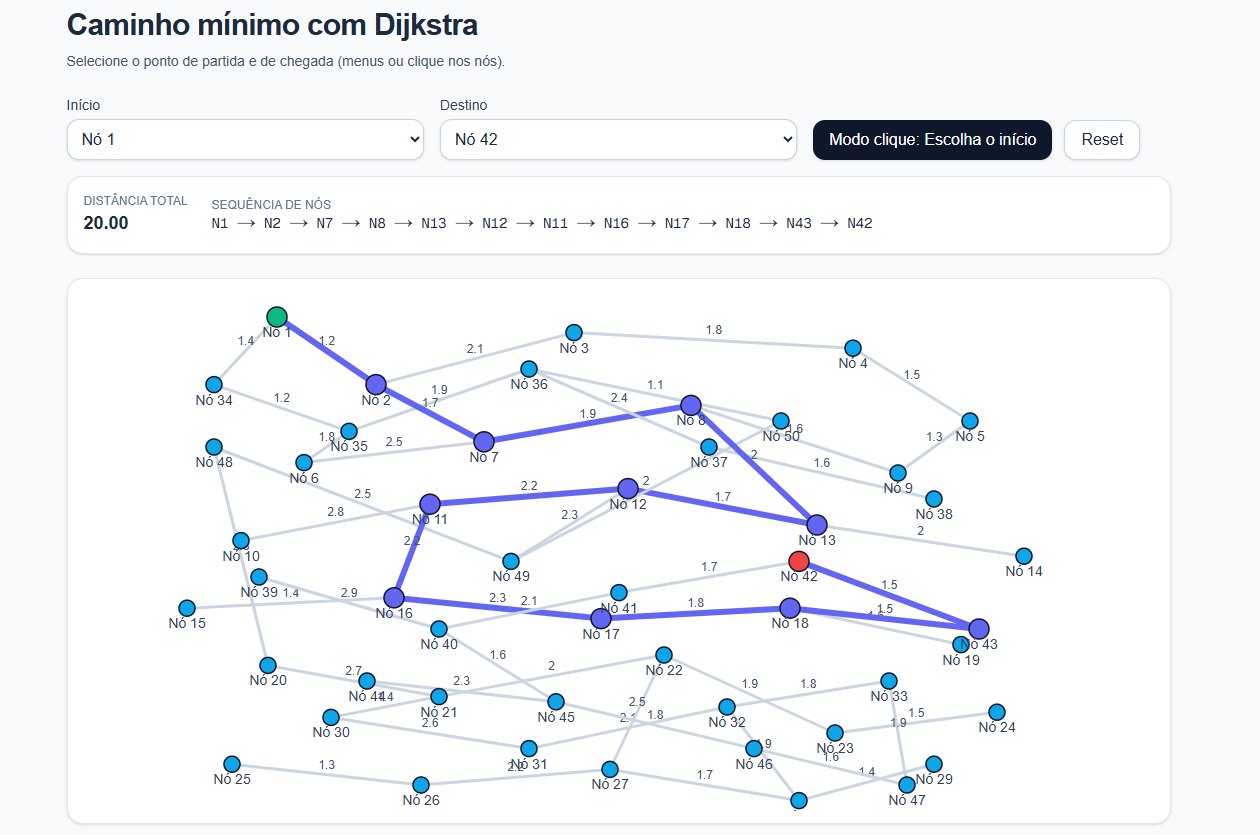 Caminho mínimo com Dijkstra
Selecione o ponto de partida e de chegada (menus ou clique nos nós).
Início
Destino
Nó 1
Nó 42
Modo clique: Escolha o início
Reset
DISTÂNCIA TOTAL
20.00
SEQUÊNCIA DE NÓS
N1 → N2 → N7 → N8 → N13 → N12 → N11 → N16 → N17 → N18 → N43 → N42
Nó 1
1.4
1.2
2.1
Nó 3
1.8
Nó 4
1.5
Nó 36
1.1
Nó 34
1.2
Nó 2
1.9
1.7
2.4
1.9
Nó 8
Nó 50
1.6
1.3
Nó 5
1.8
Nó 35
2.5
Nó 7
Nó 48
Nó 6
Nó 37
2
1.6
Nó 9
2.5
2.2
2
Nó 12
1.7
Nó 38
2.8
Nó 11
2.3
2.2
Nó 13
2
Nó 10
Nó 49
1.7
Nó 42
Nó 14
1.5
Nó 39
1.4
2.9
Nó 16
2.3
2.1
Nó 41
1.8
1.5
Nó 15
Nó 17
Nó 18
Nó 40
Nó 43
Nó 19
1.6
2
Nó 22
2.7
2.3
1.9
1.8
Nó 20
Nó 44
Nó 21
Nó 33
2.5
1.8
Nó 45
2.6
Nó 32
1.5
1.9
Nó 30
Nó 24
Nó 23
1.6
Nó 31
Nó 46
1.3
1.7
1.4
Nó 25
Nó 27
Nó 29
Nó 26
Nó 47